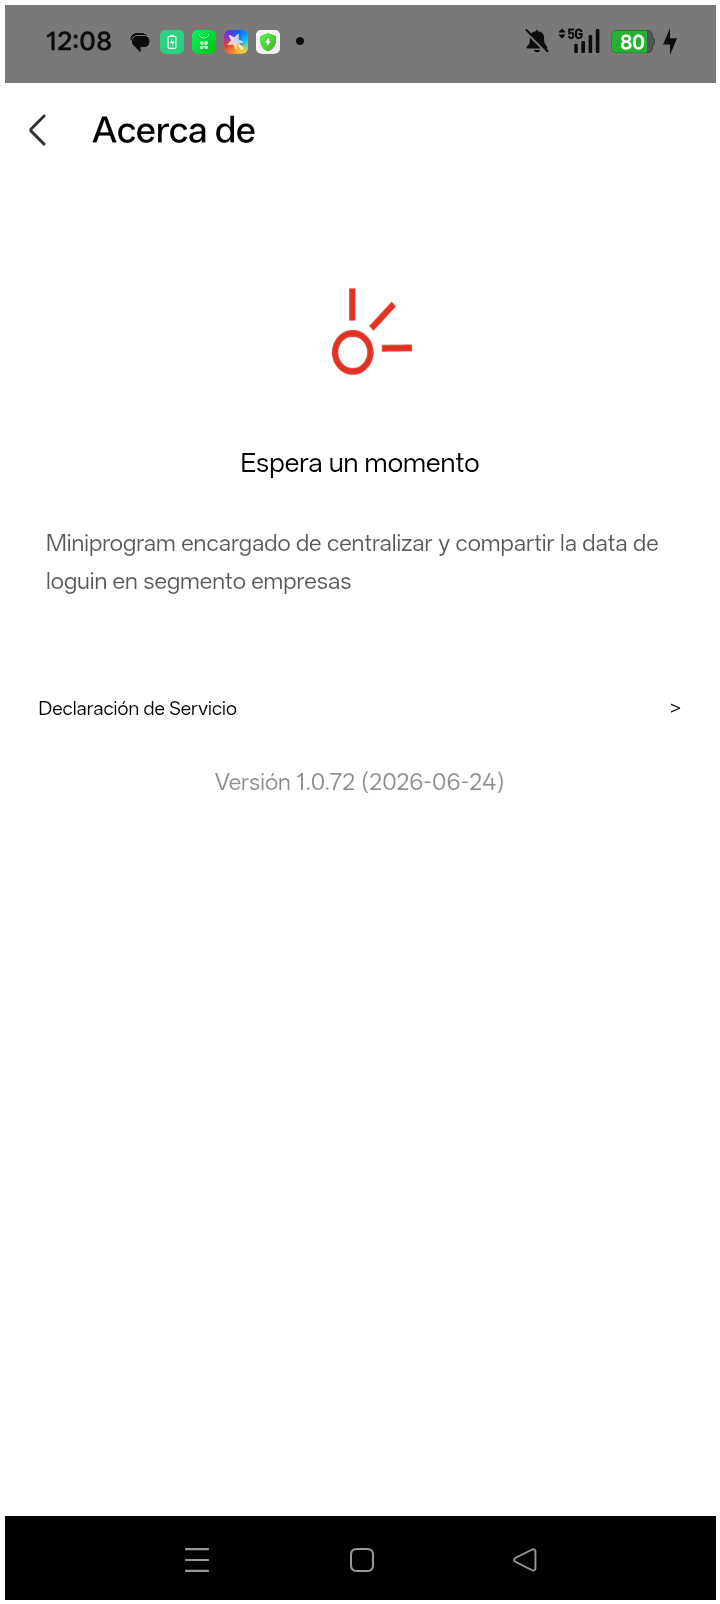 12:08
5G
80
Acerca de
Espera un momento
Miniprogram encargado de centralizar y compartir la data de
loguin en segmento empresas
Declaración de Servicio >
Versión 1.0.72 (2026-06-24)